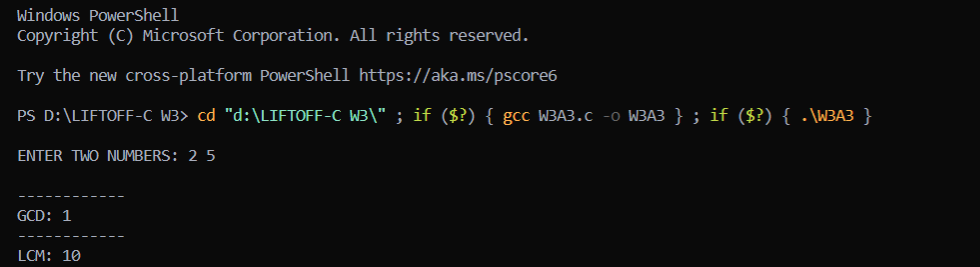 Windows PowerShell
Copyright (C) Microsoft Corporation. All rights reserved.
Try the new cross-platform PowerShell https://aka.ms/pscore6
PS D:\LIFTOFF-C W3> cd "d:\LIFTOFF-C W3\" ; if ($?) { gcc W3A3.c -o W3A3 } ; if ($?) { .\W3A3 }
ENTER TWO NUMBERS: 2 5
------------
GCD: 1
------------
LCM: 10